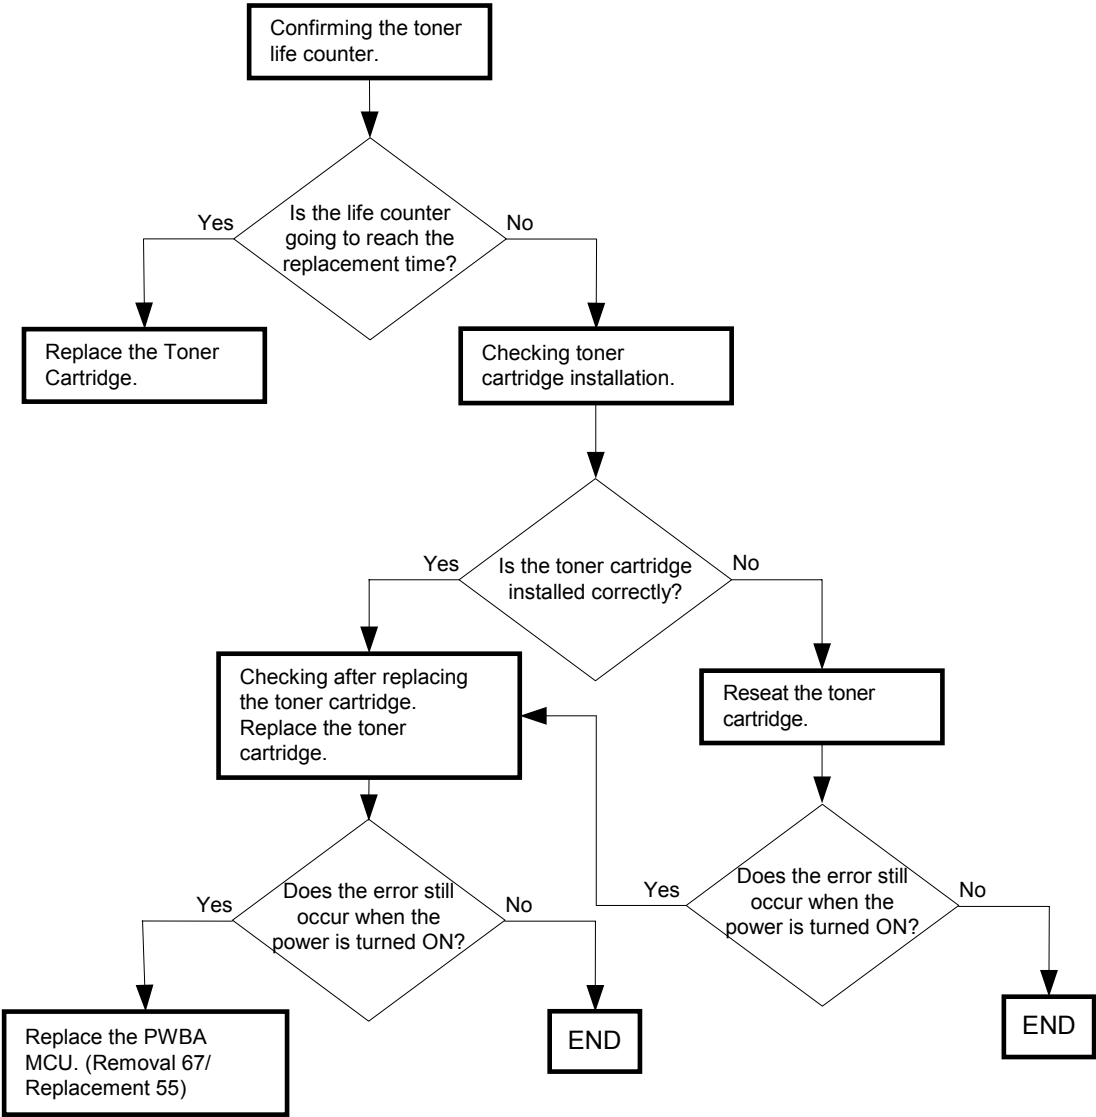 Confirming the toner
life counter.
Is the life counter
going to reach the
replacement time?
Yes
No
Replace the Toner
Cartridge.
Checking toner
cartridge installation.
Is the toner cartridge
installed correctly?
Yes
No
Checking after replacing
the toner cartridge.
Replace the toner
cartridge.
Reseat the toner
cartridge.
Does the error still
occur when the
power is turned ON?
Yes
No
Does the error still
occur when the
power is turned ON?
Yes
No
Replace the PWBA
MCU. (Removal 67/
Replacement 55)
END
END